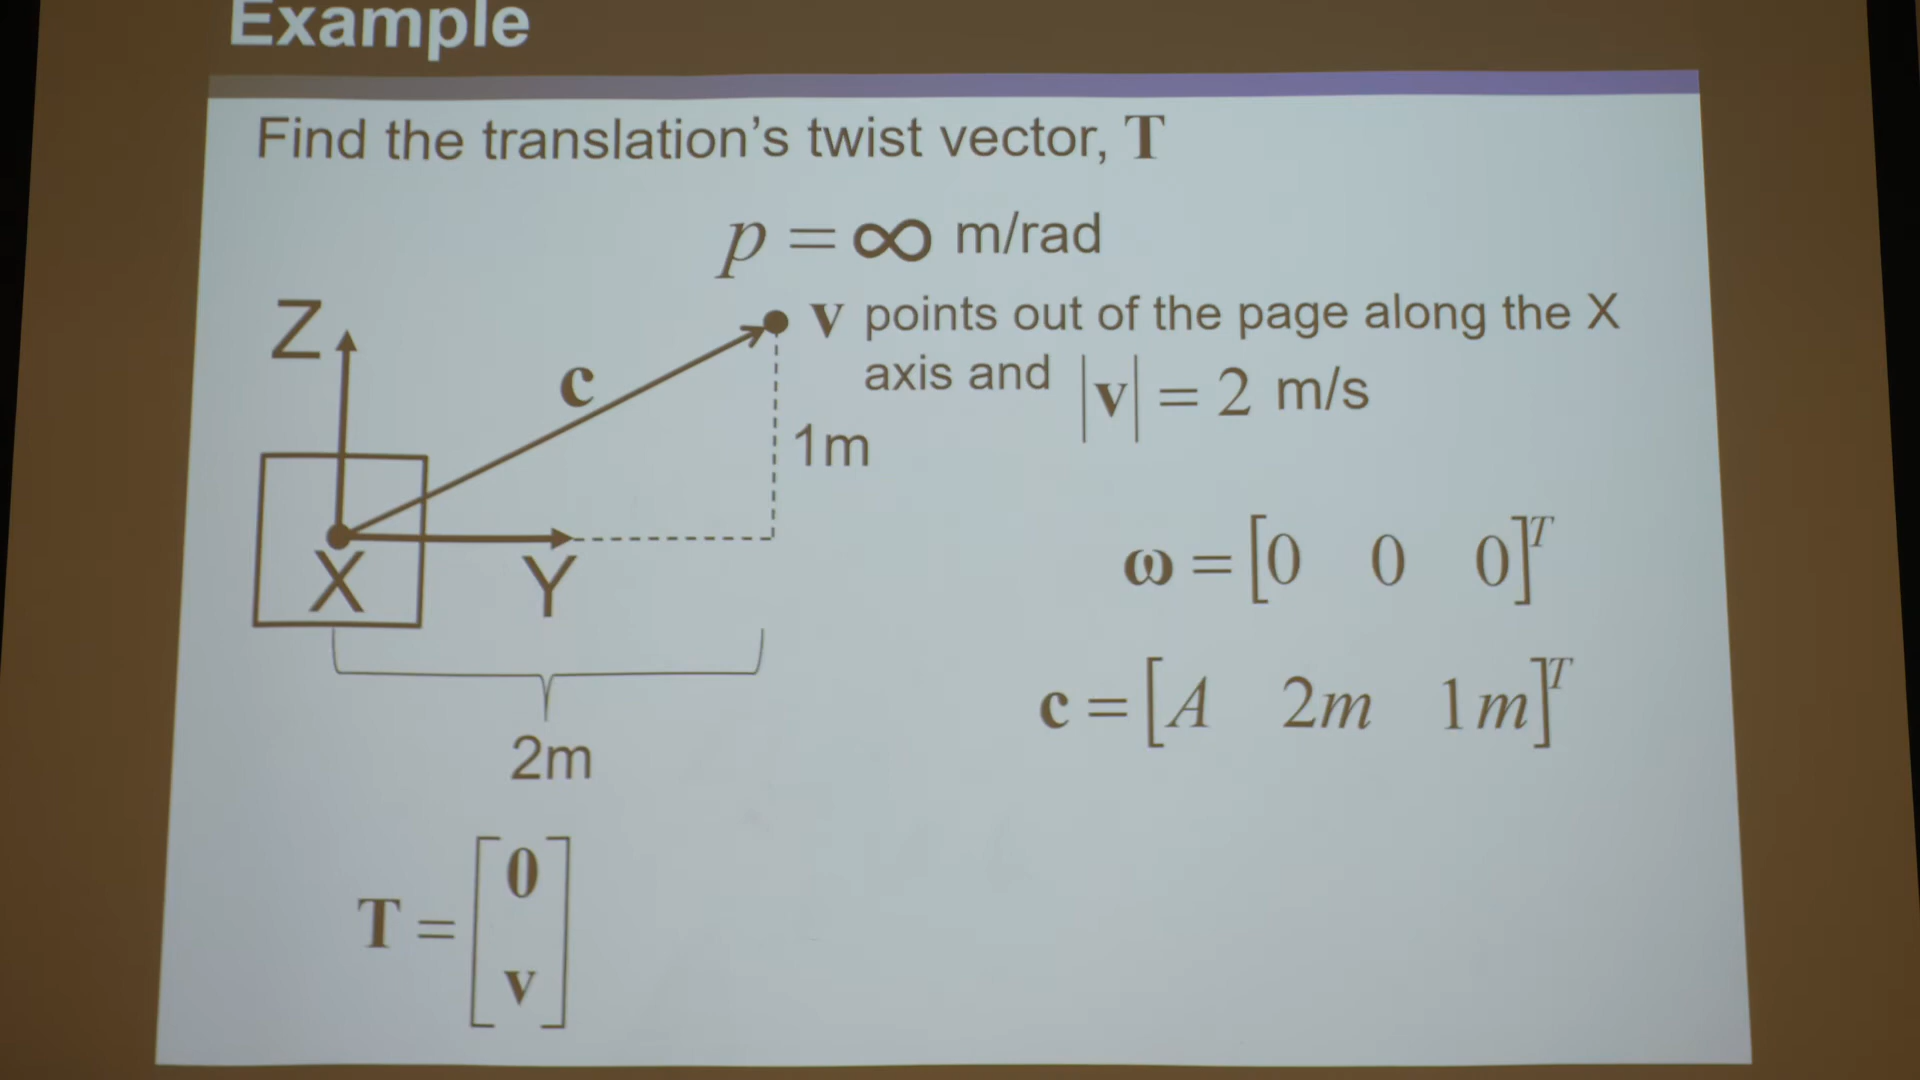 Example
Find the translation's twist vector, T
p = ∞ m/rad
Z
v points out of the page along the X
axis and |v| = 2 m/s
c
1m
ω = [0 0 0]ᵀ
X
Y
c = [A 2m 1m]ᵀ
2m
T = [0
v]